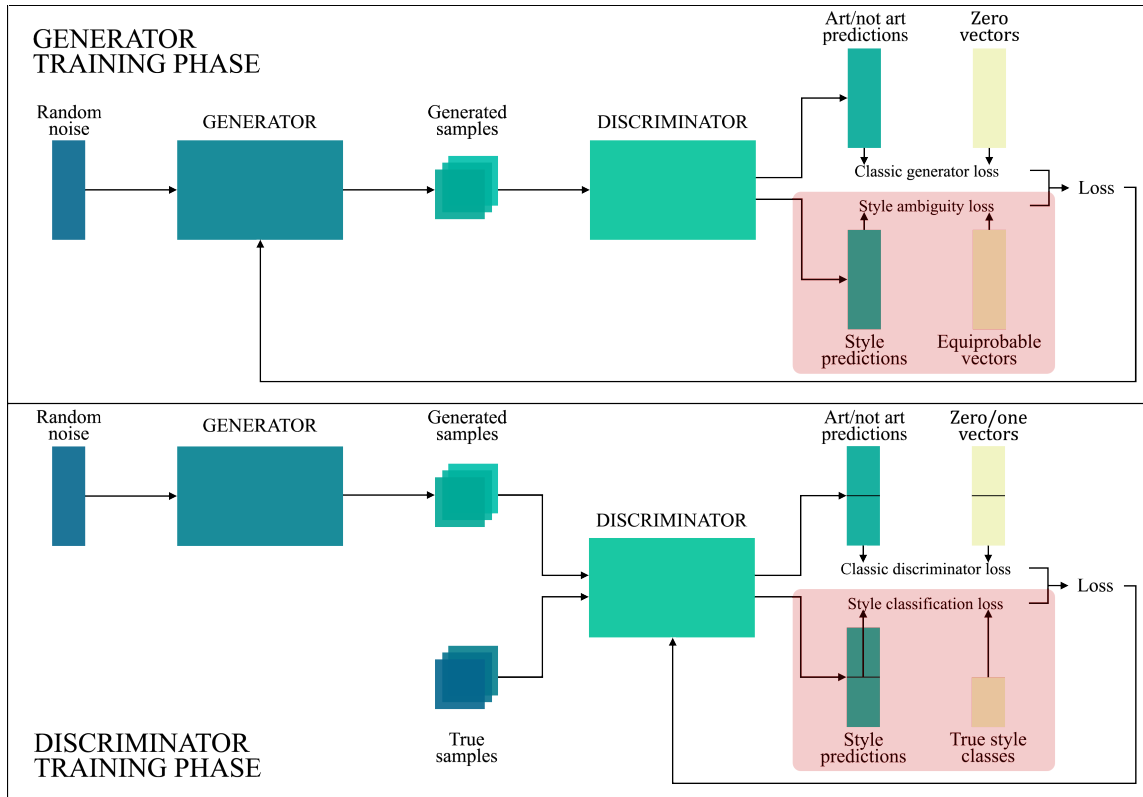 GENERATOR
TRAINING PHASE
Art/not art
predictions
Zero
vectors
Random
noise
GENERATOR
Generated
samples
DISCRIMINATOR
Classic generator loss
Loss
Style ambiguity loss
Style
predictions
Equiprobable
vectors
Random
noise
GENERATOR
Generated
samples
Art/not art
predictions
Zero/one
vectors
DISCRIMINATOR
Classic discriminator loss
Loss
Style classification loss
True
samples
Style
predictions
True style
classes
DISCRIMINATOR
TRAINING PHASE